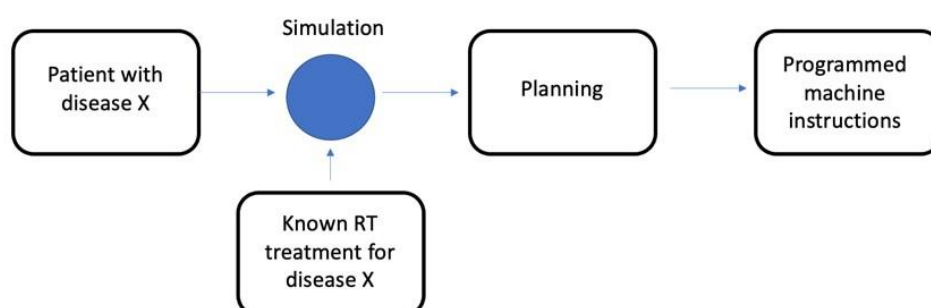 Simulation
Patient with
disease X
Planning
Programmed
machine
instructions
Known RT
treatment for
disease X